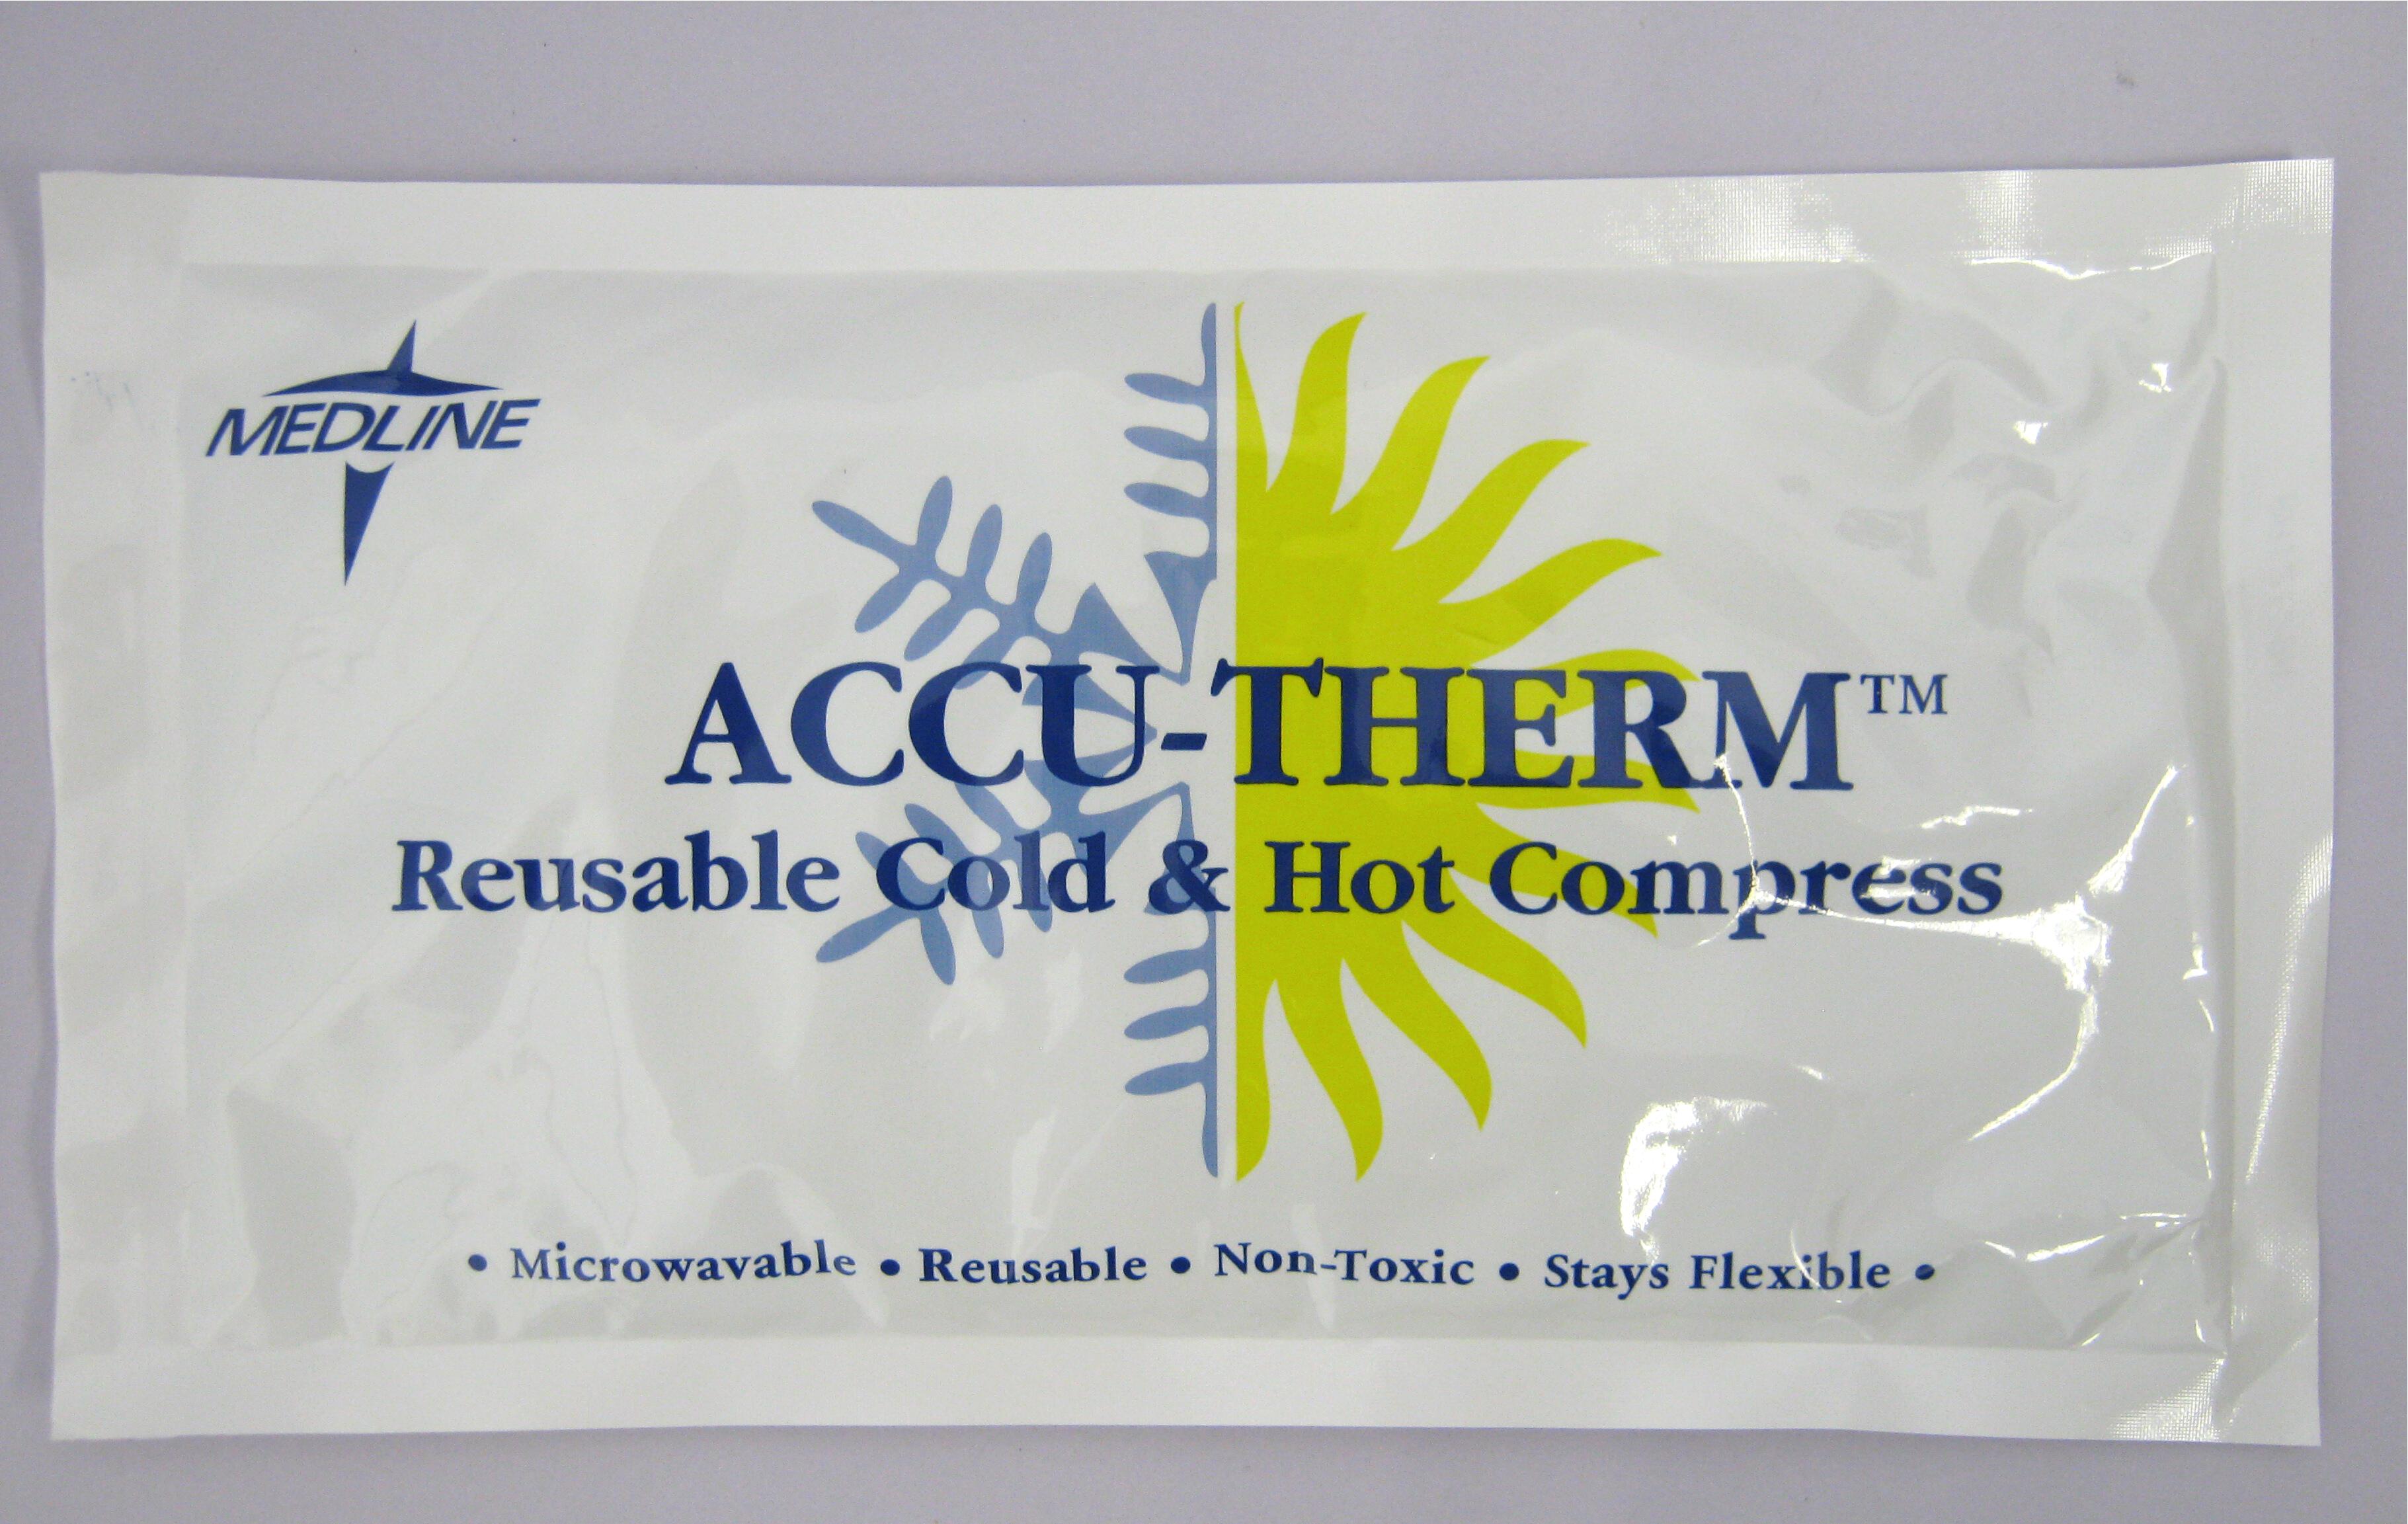 MEDLINE
ACCU-THERM™
Reusable Cold & Hot Compress
• Microwavable • Reusable • Non-Toxic • Stays Flexible •